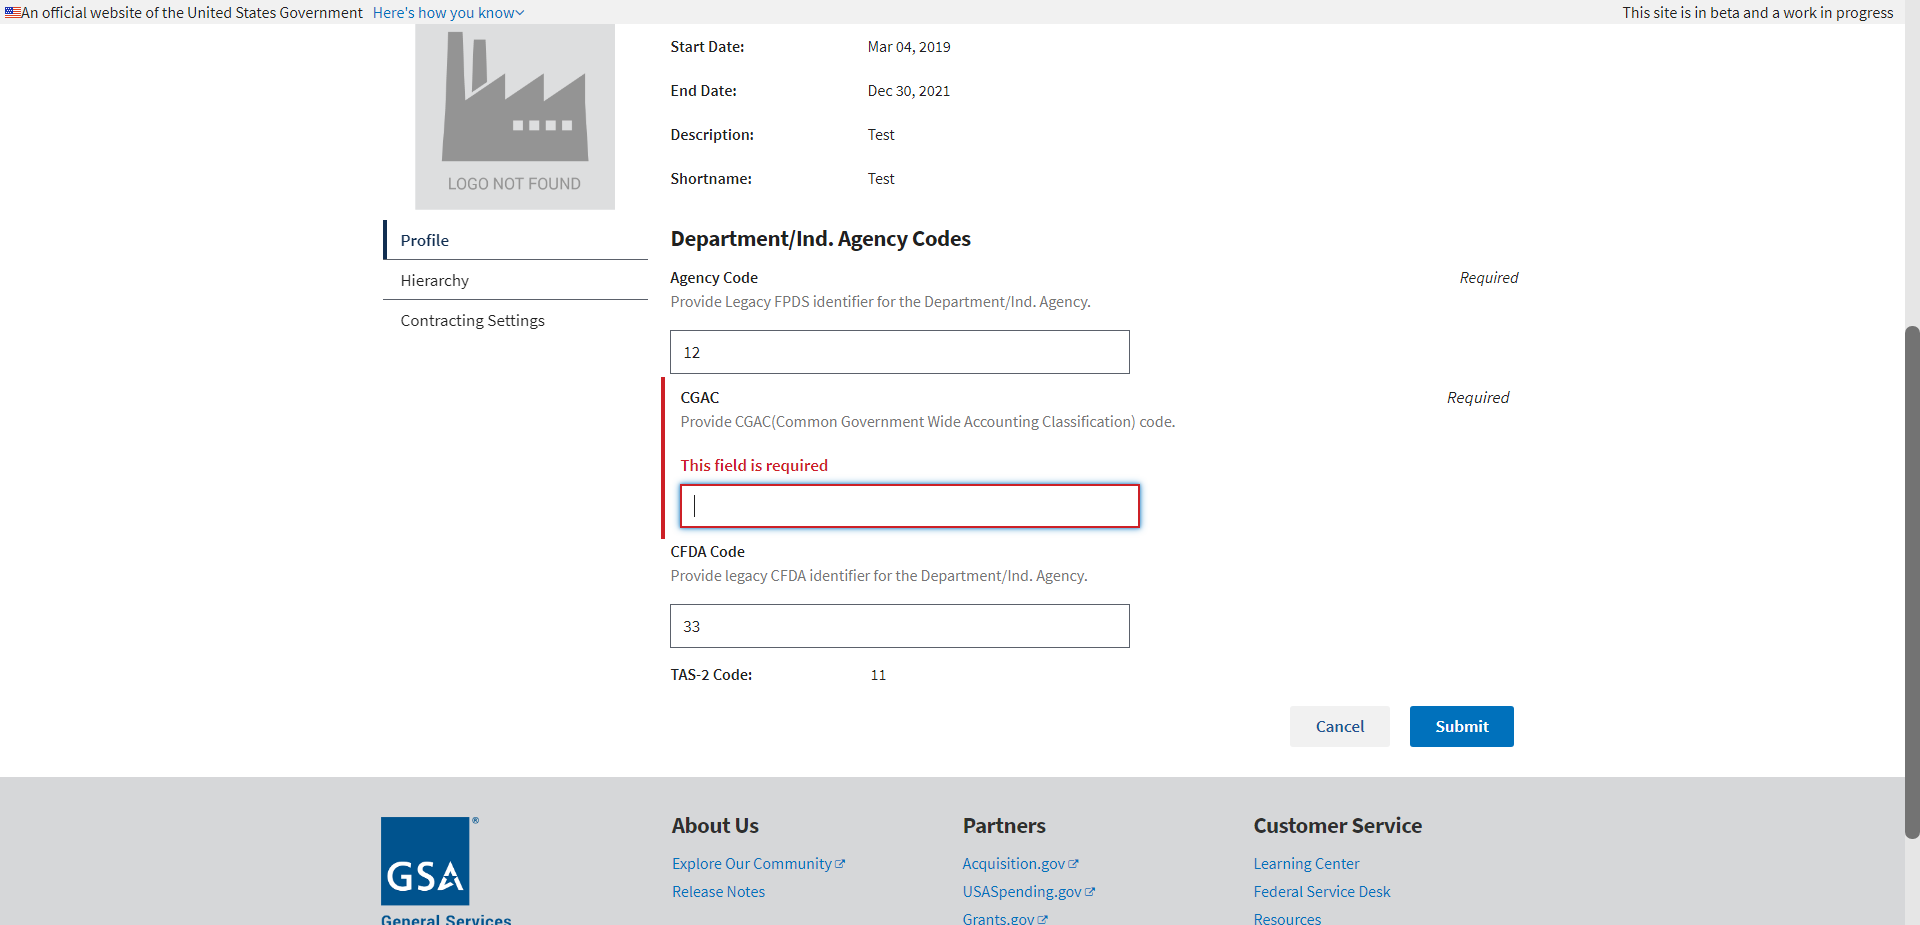 An official website of the United States Government Here's how you know
This site is in beta and a work in progress
LOGO NOT FOUND
Start Date: Mar 04, 2019
End Date: Dec 30, 2021
Description: Test
Shortname: Test
Profile
Hierarchy
Contracting Settings
Department/Ind. Agency Codes
Agency Code Required
Provide Legacy FPDS identifier for the Department/Ind. Agency.
12
CGAC Required
Provide CGAC(Common Government Wide Accounting Classification) code.
This field is required
CFDA Code
Provide legacy CFDA identifier for the Department/Ind. Agency.
33
TAS-2 Code: 11
Cancel Submit
GSA ®
General Services
About Us
Explore Our Community
Release Notes
Partners
Acquisition.gov
USASpending.gov
Grants.gov
Customer Service
Learning Center
Federal Service Desk
Resources